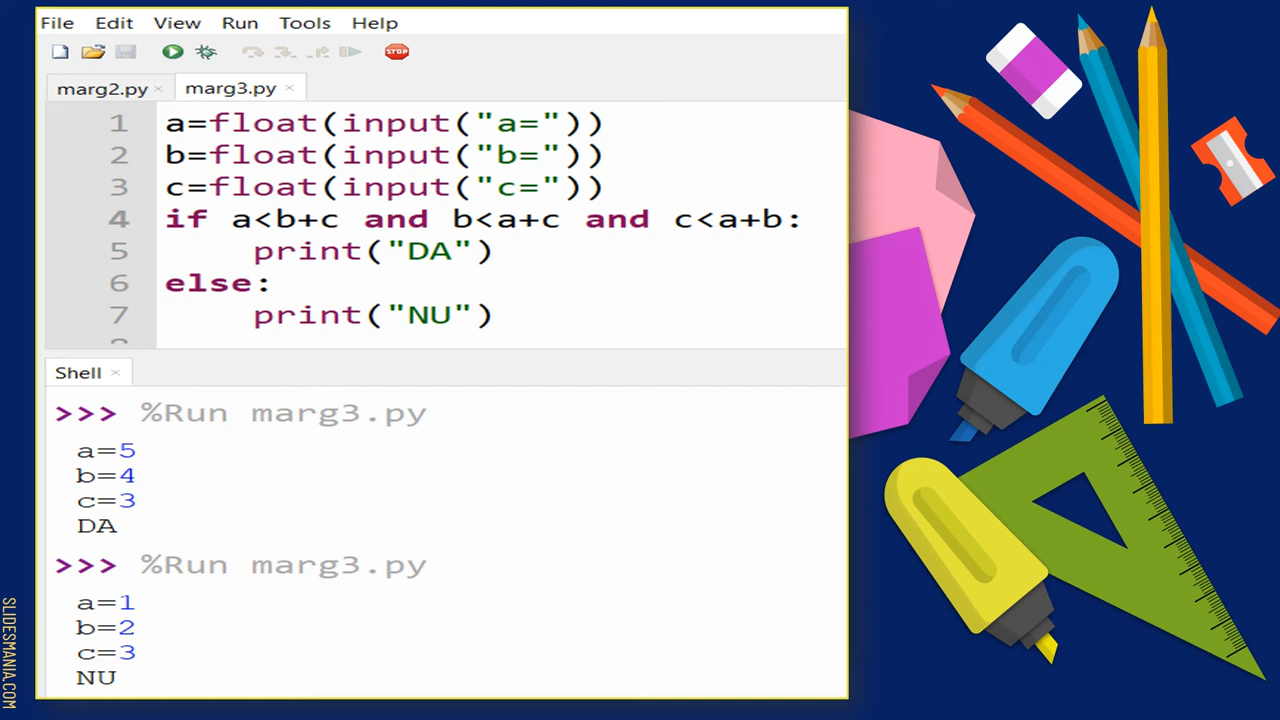 File Edit View Run Tools Help
STOP
marg2.py × marg3.py ×
1 a=float(input("a="))
2 b=float(input("b="))
3 c=float(input("c="))
4 if a<b+c and b<a+c and c<a+b:
5     print("DA")
6 else:
7     print("NU")
Shell ×
>>> %Run marg3.py
a=5
b=4
c=3
DA
>>> %Run marg3.py
a=1
b=2
c=3
NU
SLIDESMANIA.COM